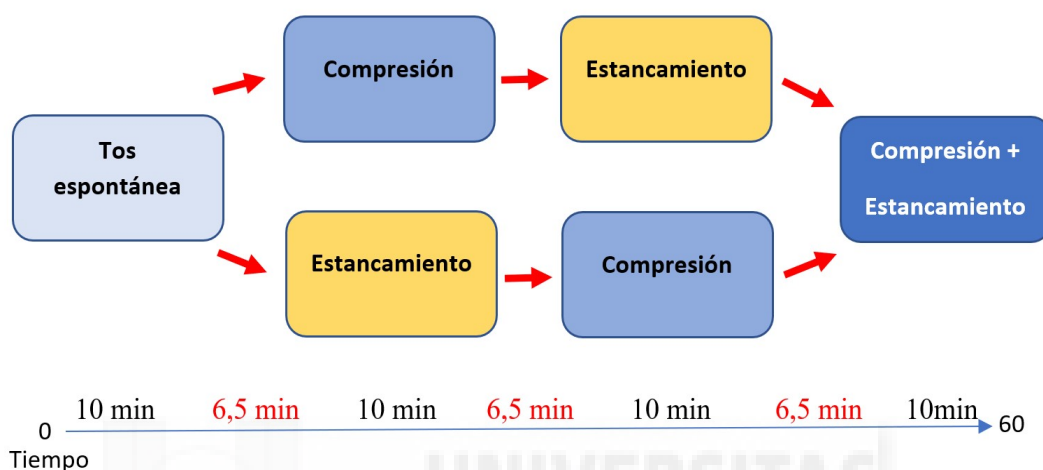 Compresión
Estancamiento
Tos
espontánea
Compresión +
Estancamiento
Estancamiento
Compresión
10 min 6,5 min 10 min 6,5 min 10 min 6,5 min 10min
0 60
Tiempo
UNIVERSITAS